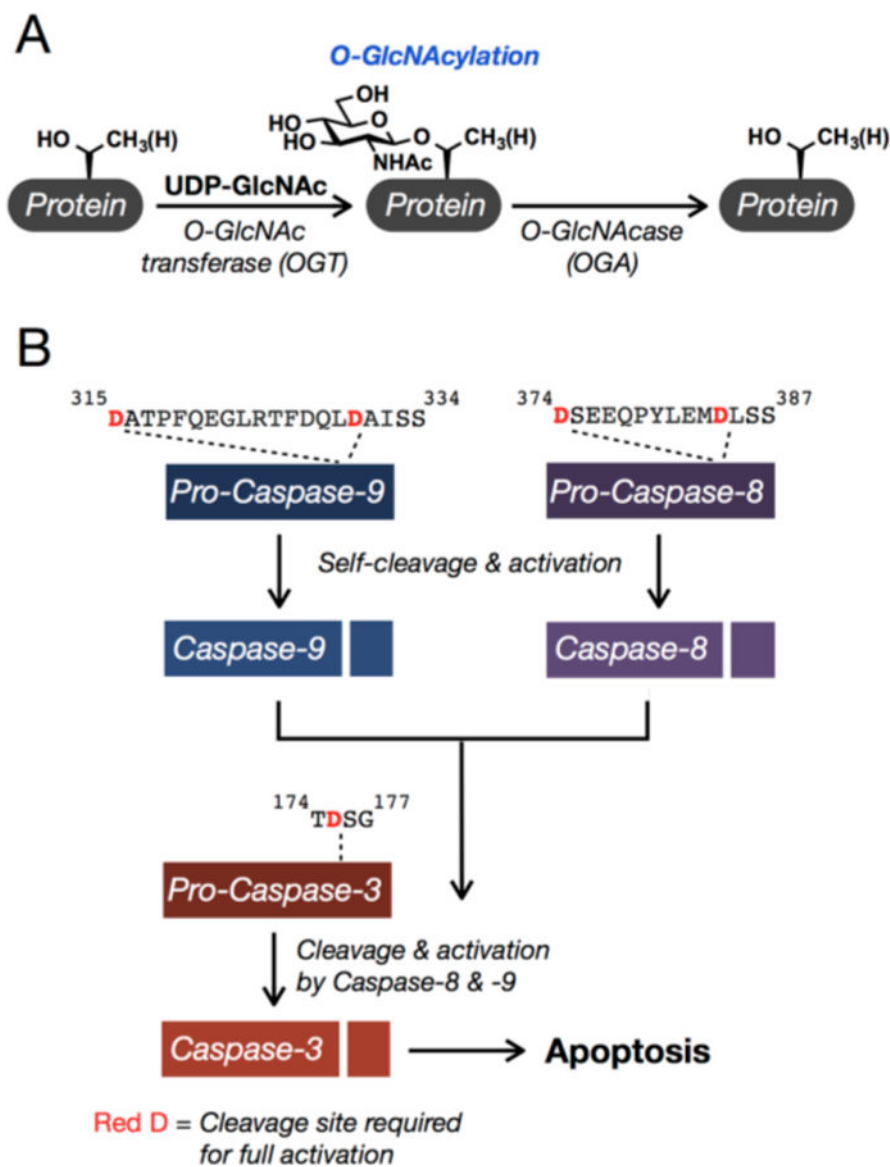 A
O-GlcNAcylation
HO CH3(H)
Protein
UDP-GlcNAc
O-GlcNAc
transferase (OGT)
OH
HO O
HO O CH3(H)
NHAc
Protein
O-GlcNAcase
(OGA)
HO CH3(H)
Protein
B
315 DATPFQEGLRTFDQLDAISS 334
374 DSEEQPYLEMDLSS 387
Pro-Caspase-9
Pro-Caspase-8
Self-cleavage & activation
Caspase-9
Caspase-8
174 TDSG 177
Pro-Caspase-3
Cleavage & activation
by Caspase-8 & -9
Caspase-3
Apoptosis
Red D = Cleavage site required
for full activation